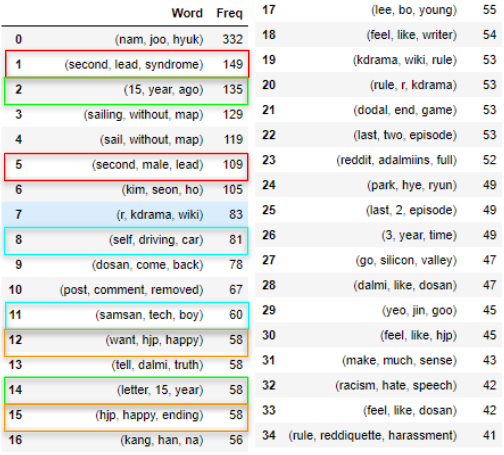 Word Freq
0 (nam, joo, hyuk) 332
1 (second, lead, syndrome) 149
2 (15, year, ago) 135
3 (sailing, without, map) 129
4 (sail, without, map) 119
5 (second, male, lead) 109
6 (kim, seon, ho) 105
7 (r, kdrama, wiki) 83
8 (self, driving, car) 81
9 (dosan, come, back) 78
10 (post, comment, removed) 67
11 (samsan, tech, boy) 60
12 (want, hjp, happy) 58
13 (tell, dalmi, truth) 58
14 (letter, 15, year) 58
15 (hjp, happy, ending) 58
16 (kang, han, na) 56
17 (lee, bo, young) 55
18 (feel, like, writer) 54
19 (kdrama, wiki, rule) 53
20 (rule, r, kdrama) 53
21 (dodal, end, game) 53
22 (last, two, episode) 53
23 (reddit, adalmiins, full) 52
24 (park, hye, ryun) 49
25 (last, 2, episode) 49
26 (3, year, time) 49
27 (go, silicon, valley) 47
28 (dalmi, like, dosan) 47
29 (yeo, jin, goo) 45
30 (feel, like, hjp) 45
31 (make, much, sense) 43
32 (racism, hate, speech) 42
33 (feel, like, dosan) 42
34 (rule, reddiquette, harassment) 41